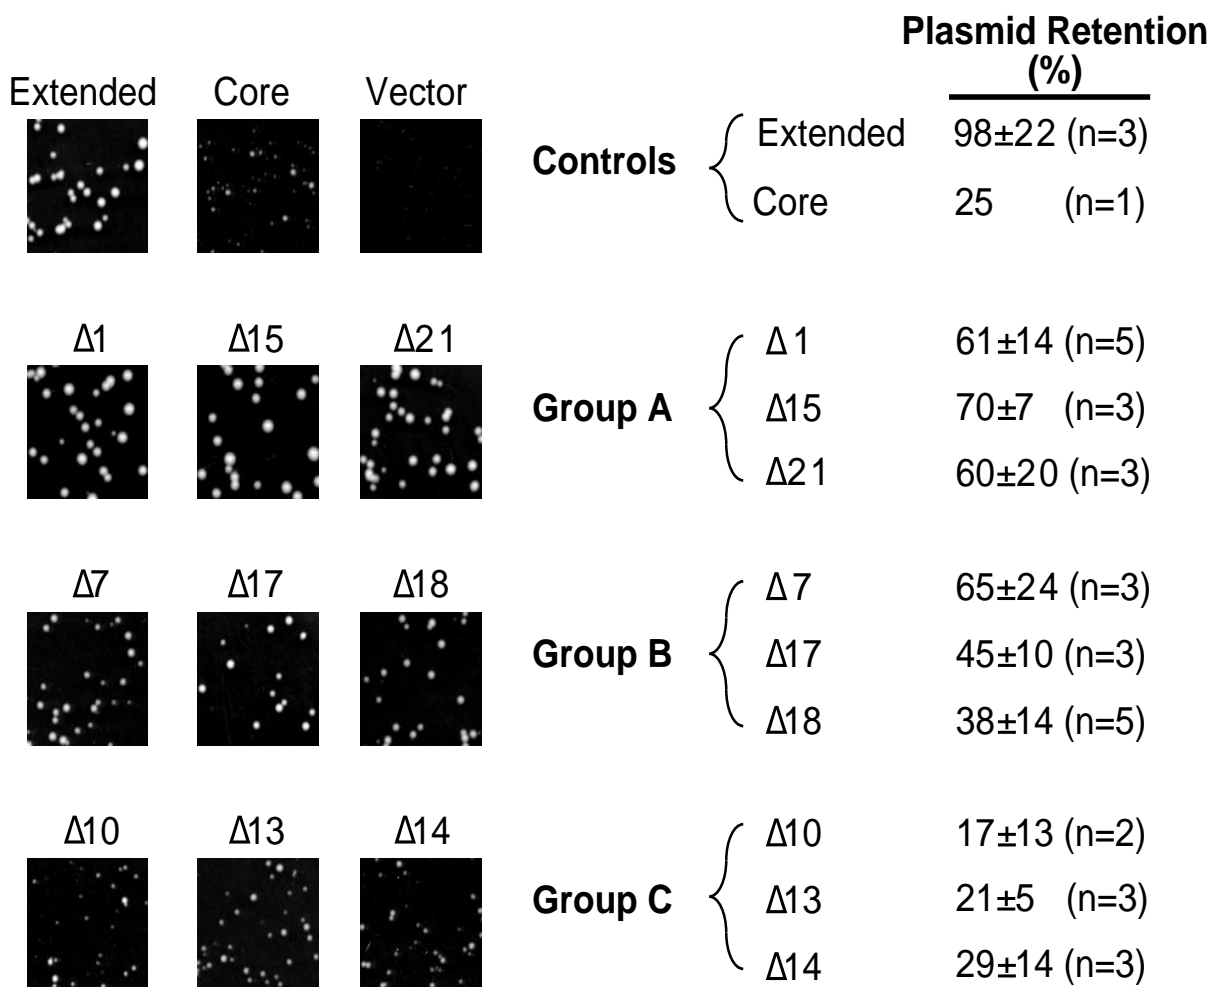 Plasmid Retention
(%)
Extended Core Vector
Controls
Extended 98±22 (n=3)
Core 25 (n=1)
Δ1 Δ15 Δ21
Group A
Δ1 61±14 (n=5)
Δ15 70±7 (n=3)
Δ21 60±20 (n=3)
Δ7 Δ17 Δ18
Group B
Δ7 65±24 (n=3)
Δ17 45±10 (n=3)
Δ18 38±14 (n=5)
Δ10 Δ13 Δ14
Group C
Δ10 17±13 (n=2)
Δ13 21±5 (n=3)
Δ14 29±14 (n=3)